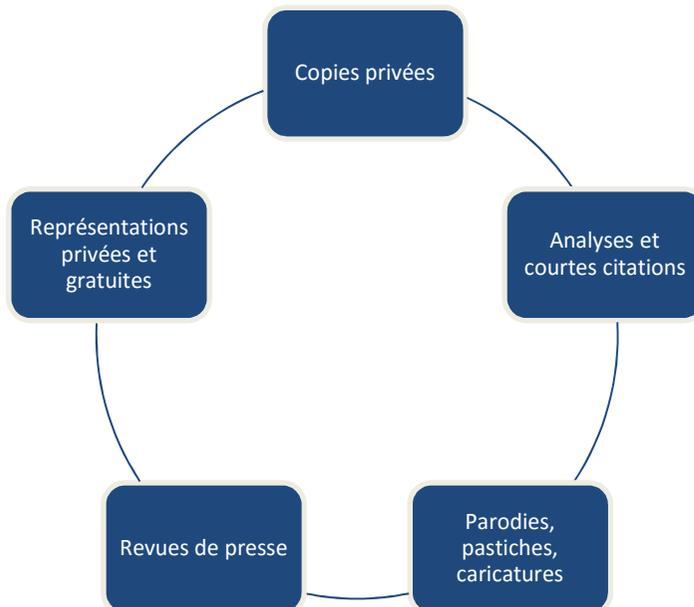 Copies privées
Représentations
privées et
gratuites
Analyses et
courtes citations
Revues de presse
Parodies,
pastiches,
caricatures